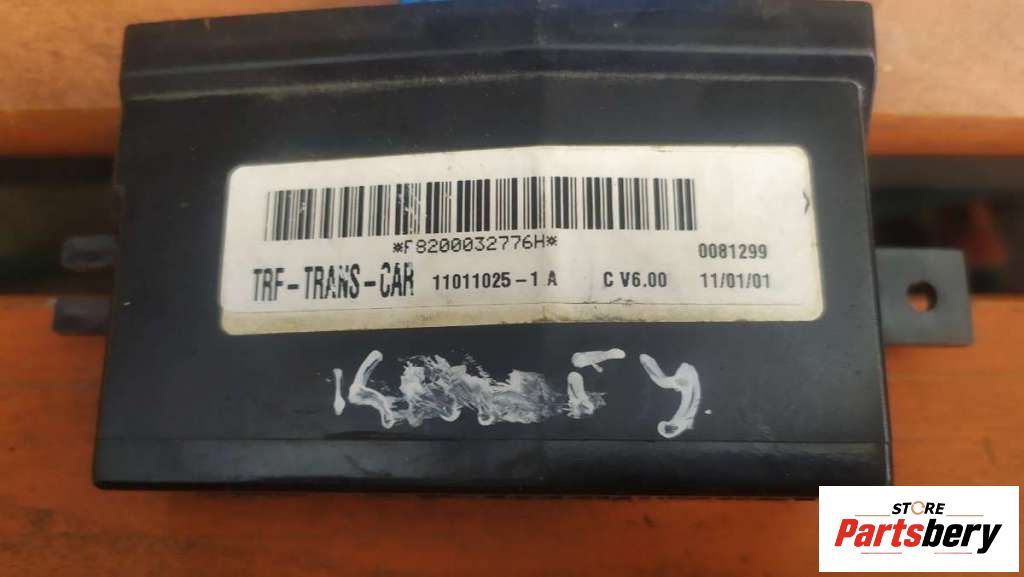 *F8200032776H*
0081299
TRF-TRANS-CAR 11011025-1 A C V6.00 11/01/01
STORE
Partsbery